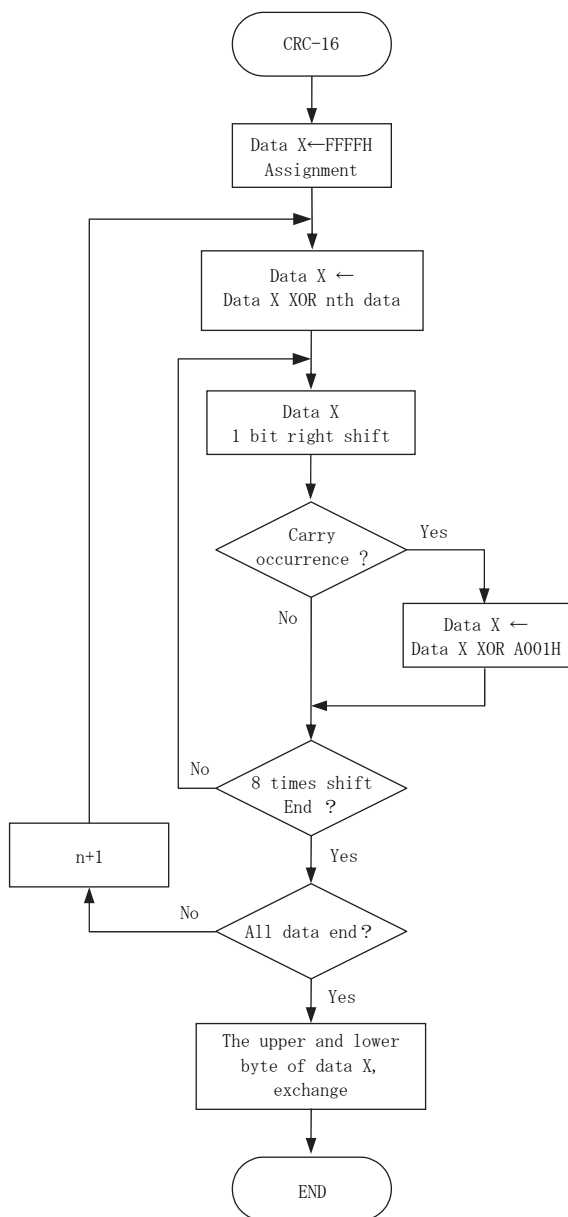 CRC-16
Data X←FFFFH
Assignment
Data X ←
Data X XOR nth data
Data X
1 bit right shift
Carry
occurrence ?
Yes
No
Data X ←
Data X XOR A001H
8 times shift
End ?
No
Yes
n+1
All data end?
No
Yes
The upper and lower
byte of data X,
exchange
END